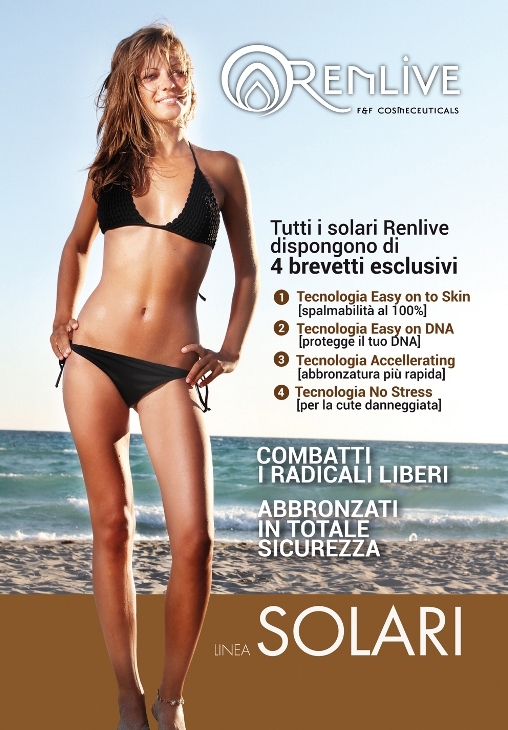 RENLIVE
F&F COSMECEUTICALS
Tutti i solari Renlive
dispongono di
4 brevetti esclusivi
1 Tecnologia Easy on to Skin
[spalmabilità al 100%]
2 Tecnologia Easy on DNA
[protegge il tuo DNA]
3 Tecnologia Accellerating
[abbronzatura più rapida]
4 Tecnologia No Stress
[per la cute danneggiata]
COMBATTI
I RADICALI LIBERI
ABBRONZATI
IN TOTALE
SICUREZZA
LINEA SOLARI